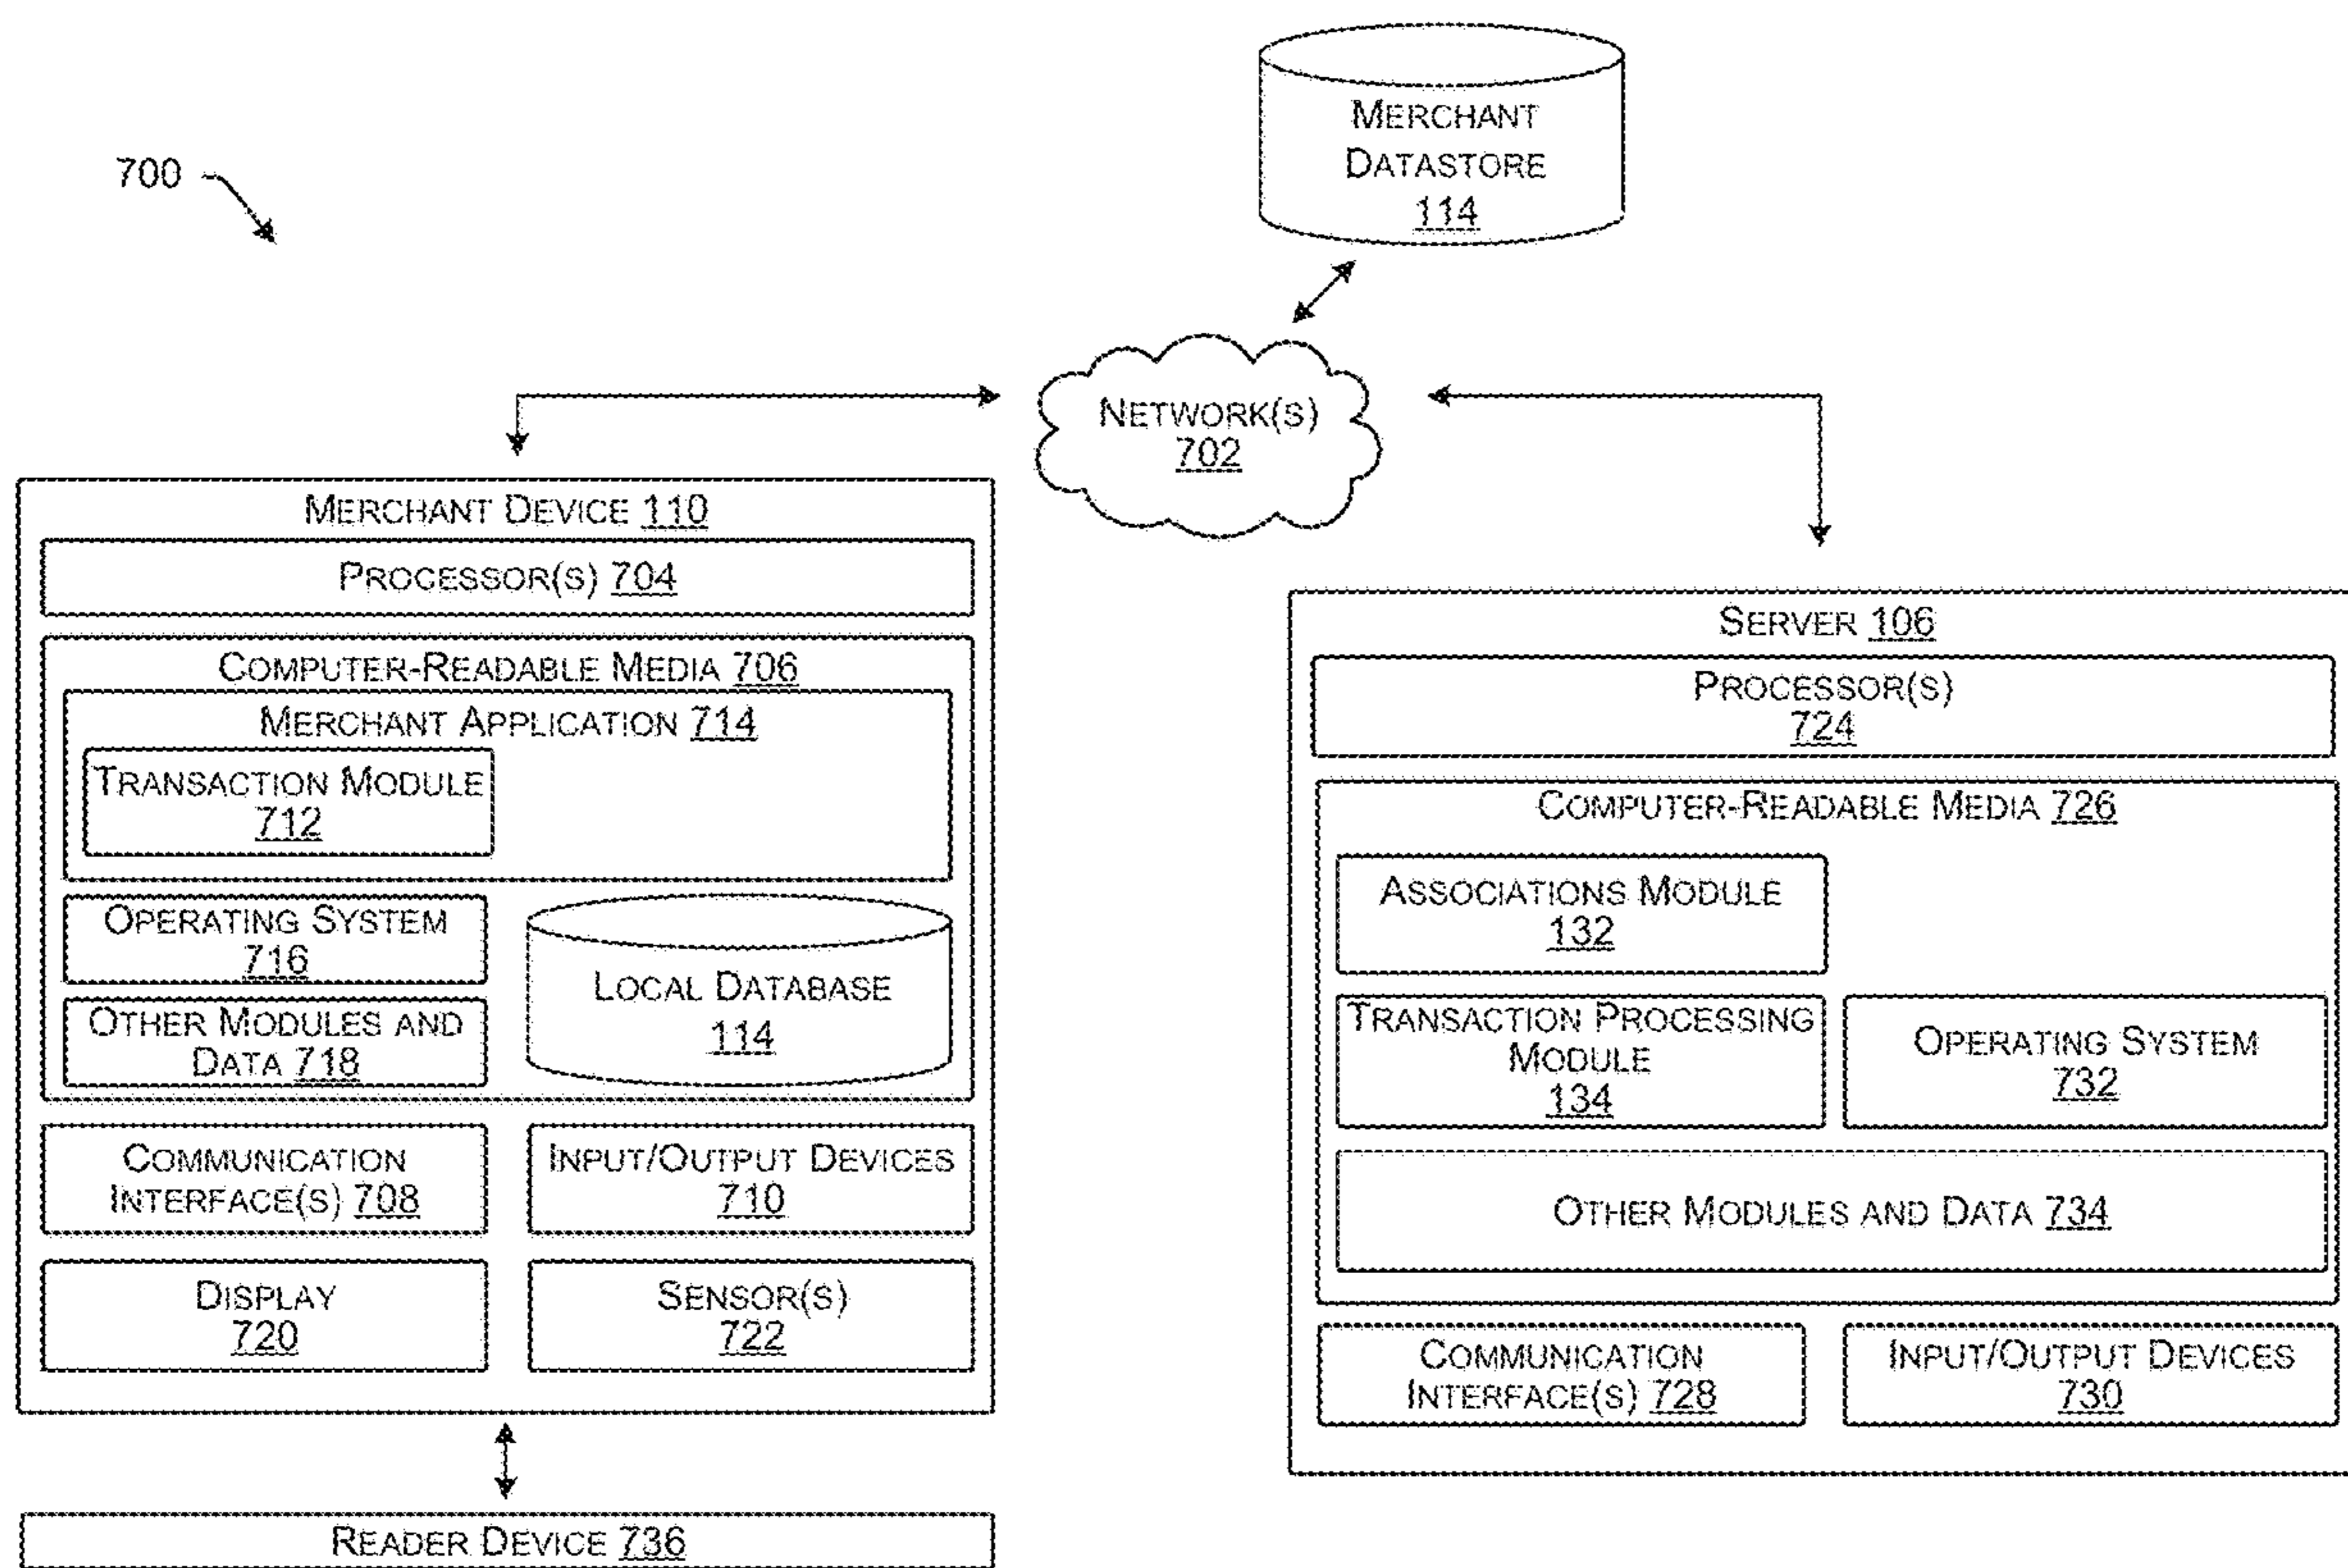 700
MERCHANT
DATASTORE
114
NETWORK(S)
702
MERCHANT DEVICE 110
PROCESSOR(S) 704
COMPUTER-READABLE MEDIA 706
MERCHANT APPLICATION 714
TRANSACTION MODULE
712
OPERATING SYSTEM
716
OTHER MODULES AND
DATA 718
LOCAL DATABASE
114
COMMUNICATION
INTERFACE(S) 708
INPUT/OUTPUT DEVICES
710
DISPLAY
720
SENSOR(S)
722
READER DEVICE 736
SERVER 106
PROCESSOR(S)
724
COMPUTER-READABLE MEDIA 726
ASSOCIATIONS MODULE
132
TRANSACTION PROCESSING
MODULE
134
OPERATING SYSTEM
732
OTHER MODULES AND DATA 734
COMMUNICATION
INTERFACE(S) 728
INPUT/OUTPUT DEVICES
730